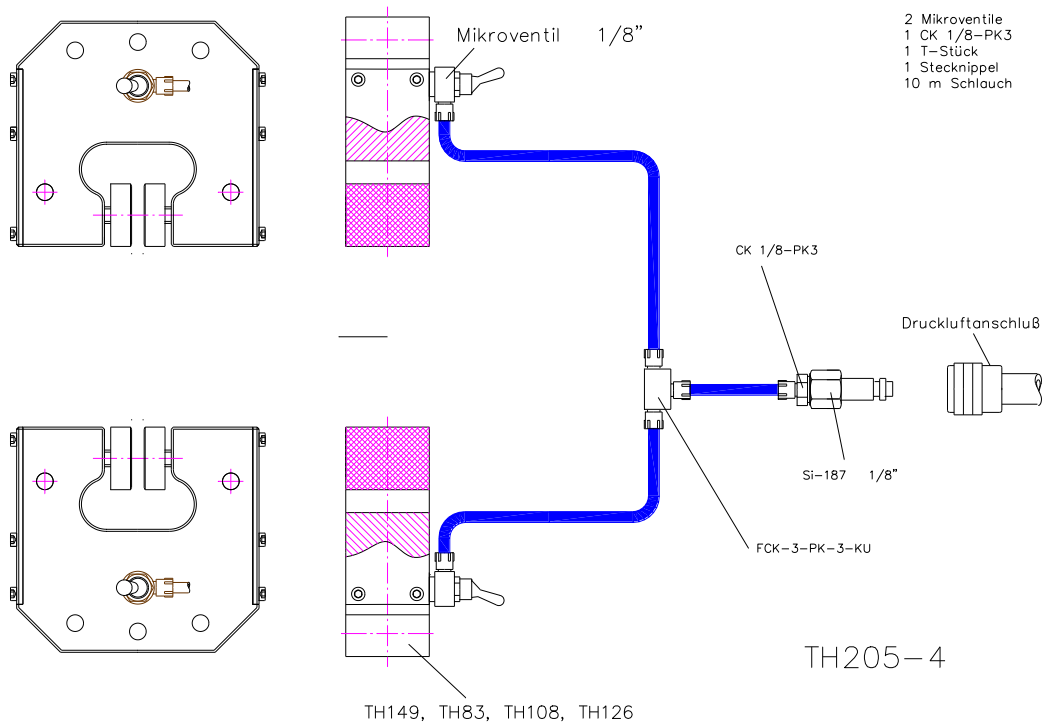 Mikroventil 1/8"
2 Mikroventile
1 CK 1/8-PK3
1 T-Stück
1 Stecknippel
10 m Schlauch
CK 1/8-PK3
Druckluftanschluß
Si-187 1/8"
FCK-3-PK-3-KU
TH205-4
TH149, TH83, TH108, TH126